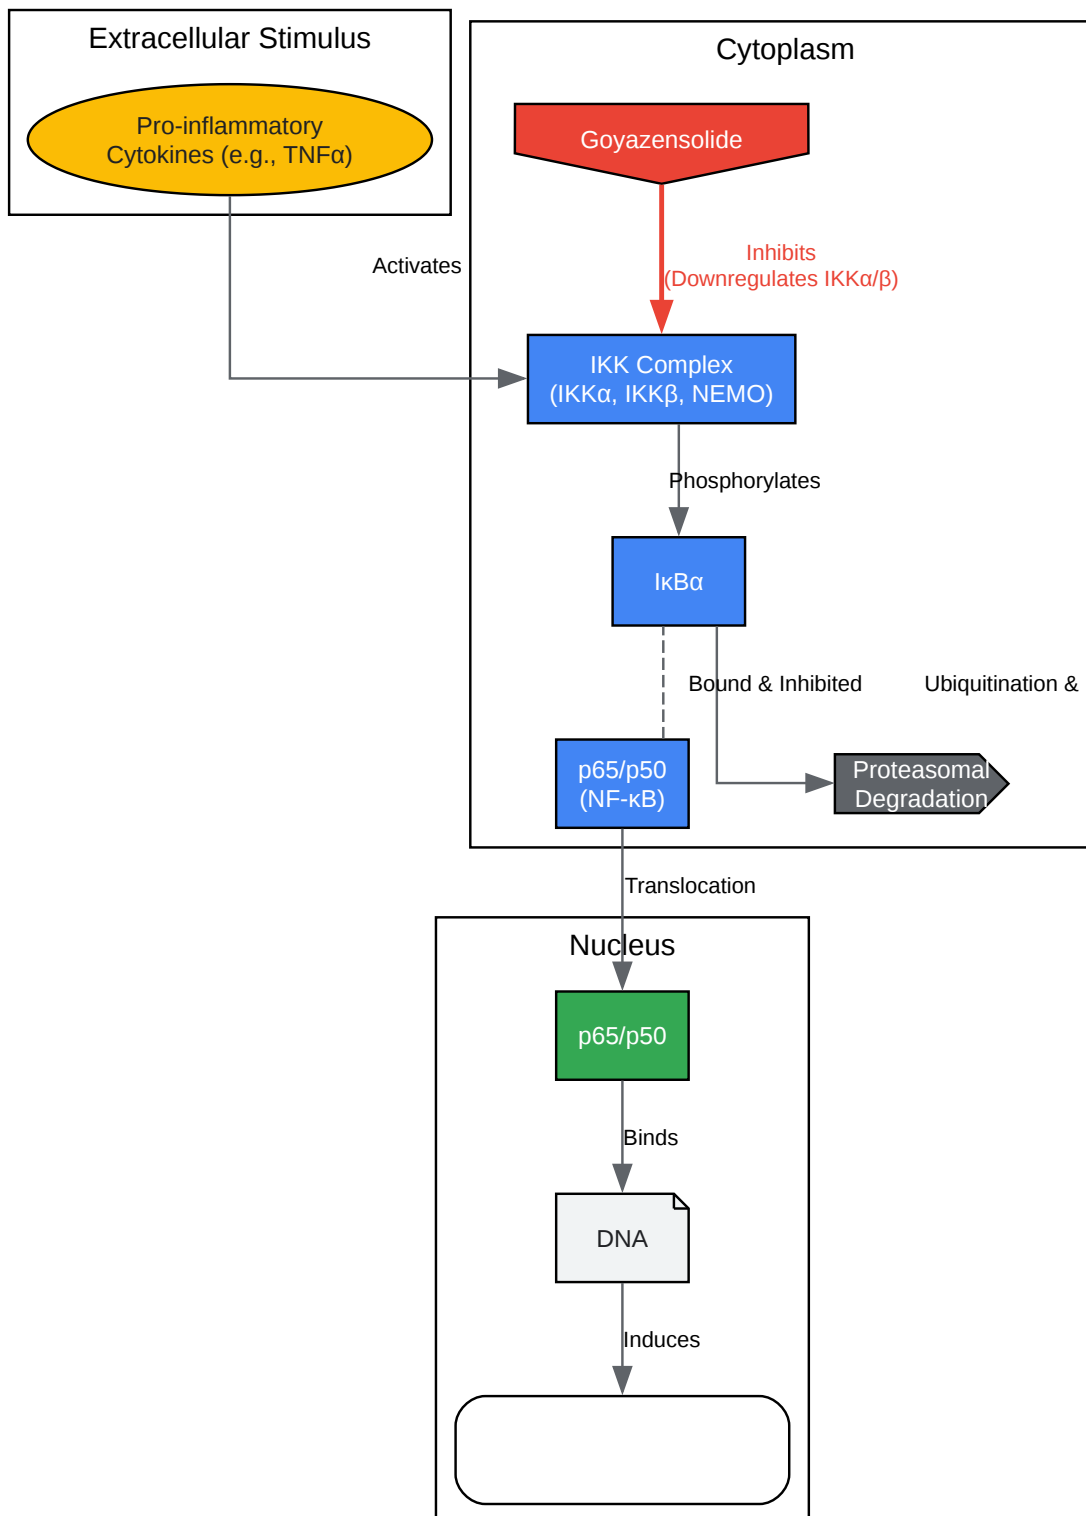 Extracellular Stimulus
Pro-inflammatory
Cytokines (e.g., TNFα)
Cytoplasm
Goyazensolide
Activates
Inhibits
(Downregulates IKKα/β)
IKK Complex
(IKKα, IKKβ, NEMO)
Phosphorylates
IκBα
Bound & Inhibited
Ubiquitination &
p65/p50
(NF-κB)
Proteasomal
Degradation
Translocation
Nucleus
p65/p50
Binds
DNA
Induces